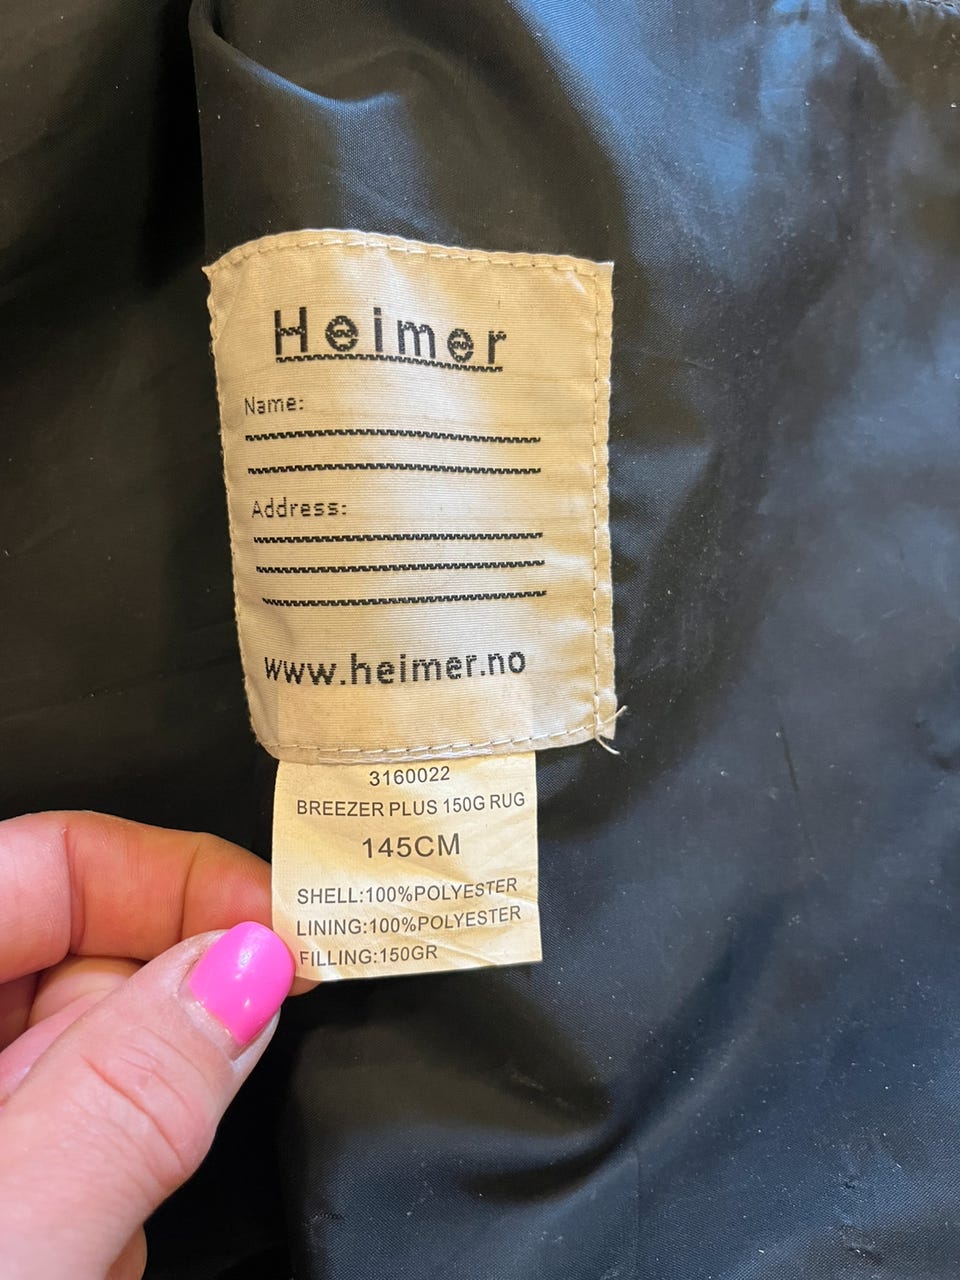 Heimer
Name:
Address:
www.heimer.no
3160022
BREEZER PLUS 150G RUG
145CM
SHELL:100%POLYESTER
LINING:100%POLYESTER
FILLING:150GR